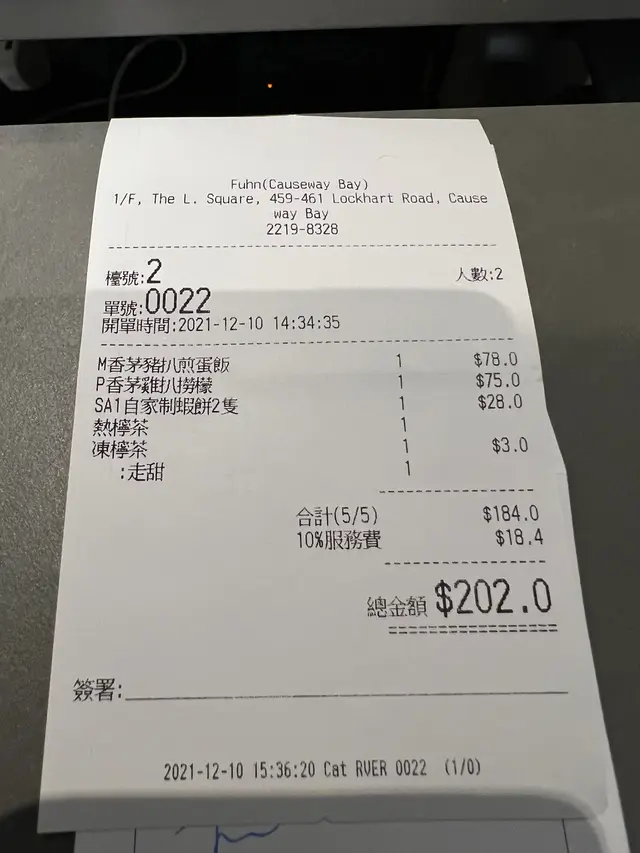 Fuhn(Causeway Bay)
1/F, The L. Square, 459-461 Lockhart Road, Cause
way Bay
2219-8328
檯號:2 人數:2
單號:0022
開單時間:2021-12-10 14:34:35
M香茅豬扒煎蛋飯 1 $78.0
P香茅雞扒撈檬 1 $75.0
SA1自家制蝦餅2隻 1 $28.0
熱檸茶 1
凍檸茶 1 $3.0
:走甜 1
合計(5/5) $184.0
10%服務費 $18.4
總金額 $202.0
簽署:
2021-12-10 15:36:20 Cat RVER 0022 (1/0)